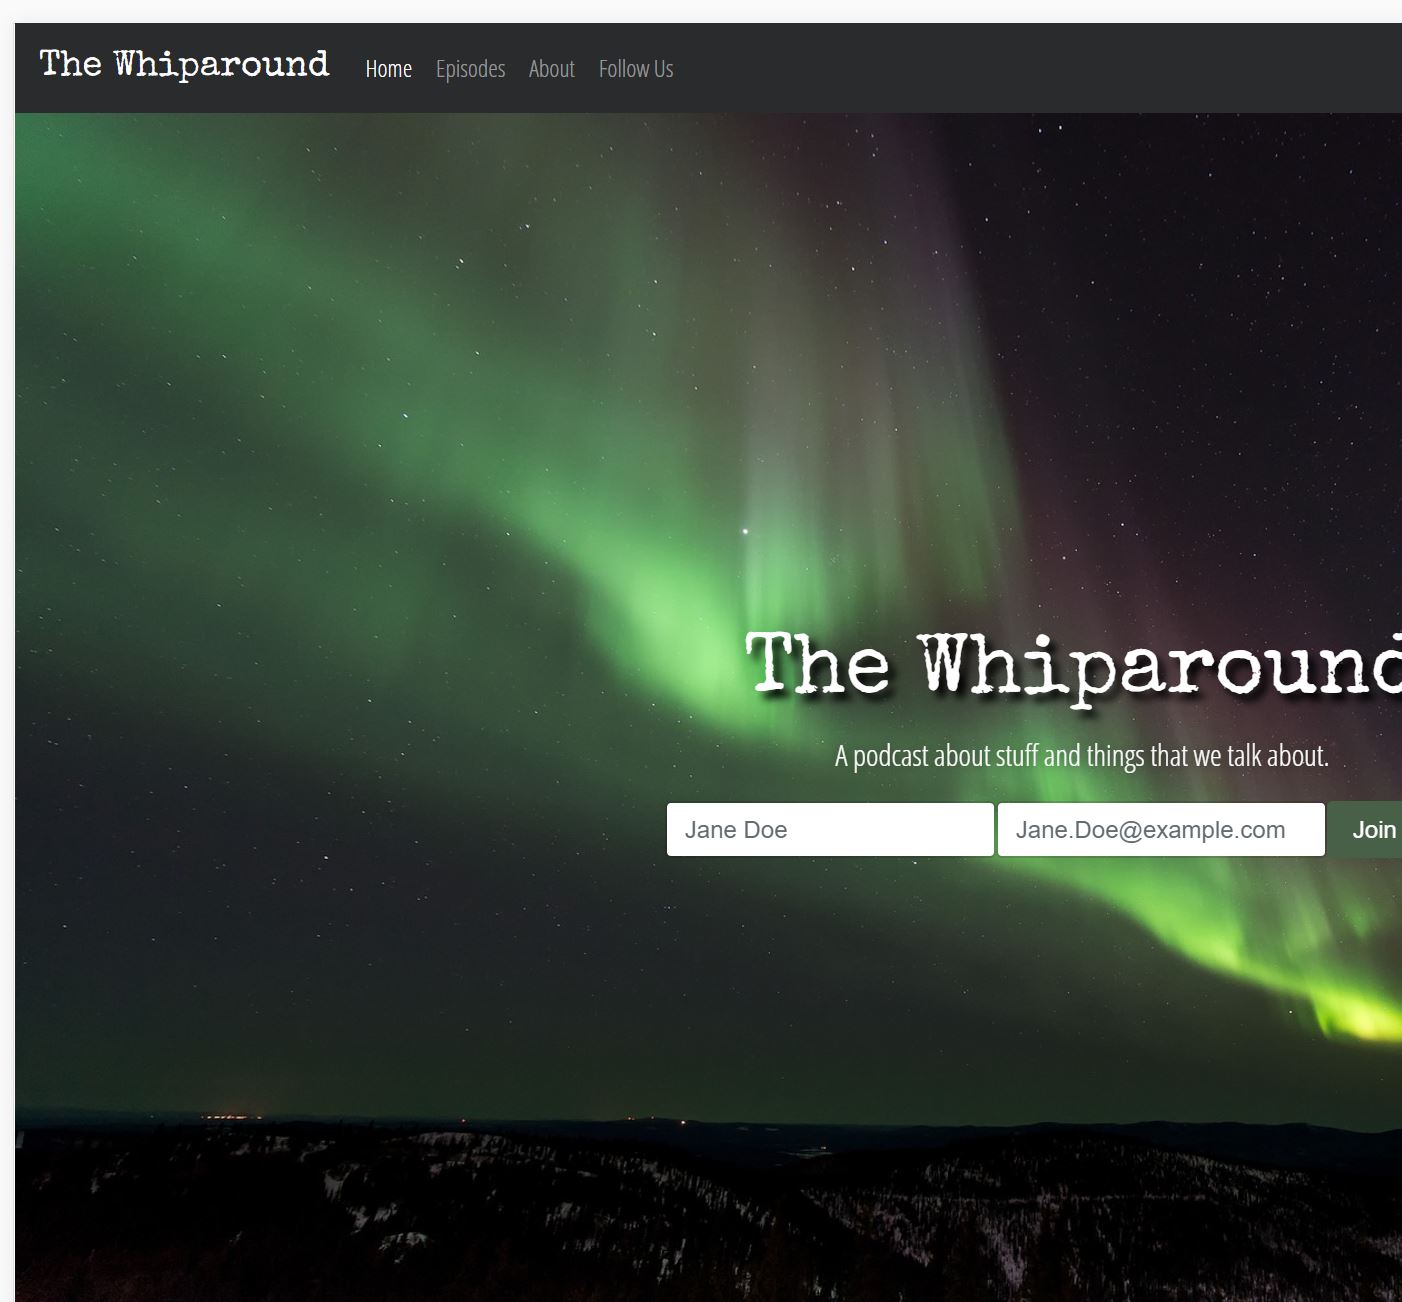 The Whiparound Home Episodes About Follow Us
The Whiparound
A podcast about stuff and things that we talk about.
Jane Doe Jane.Doe@example.com Join